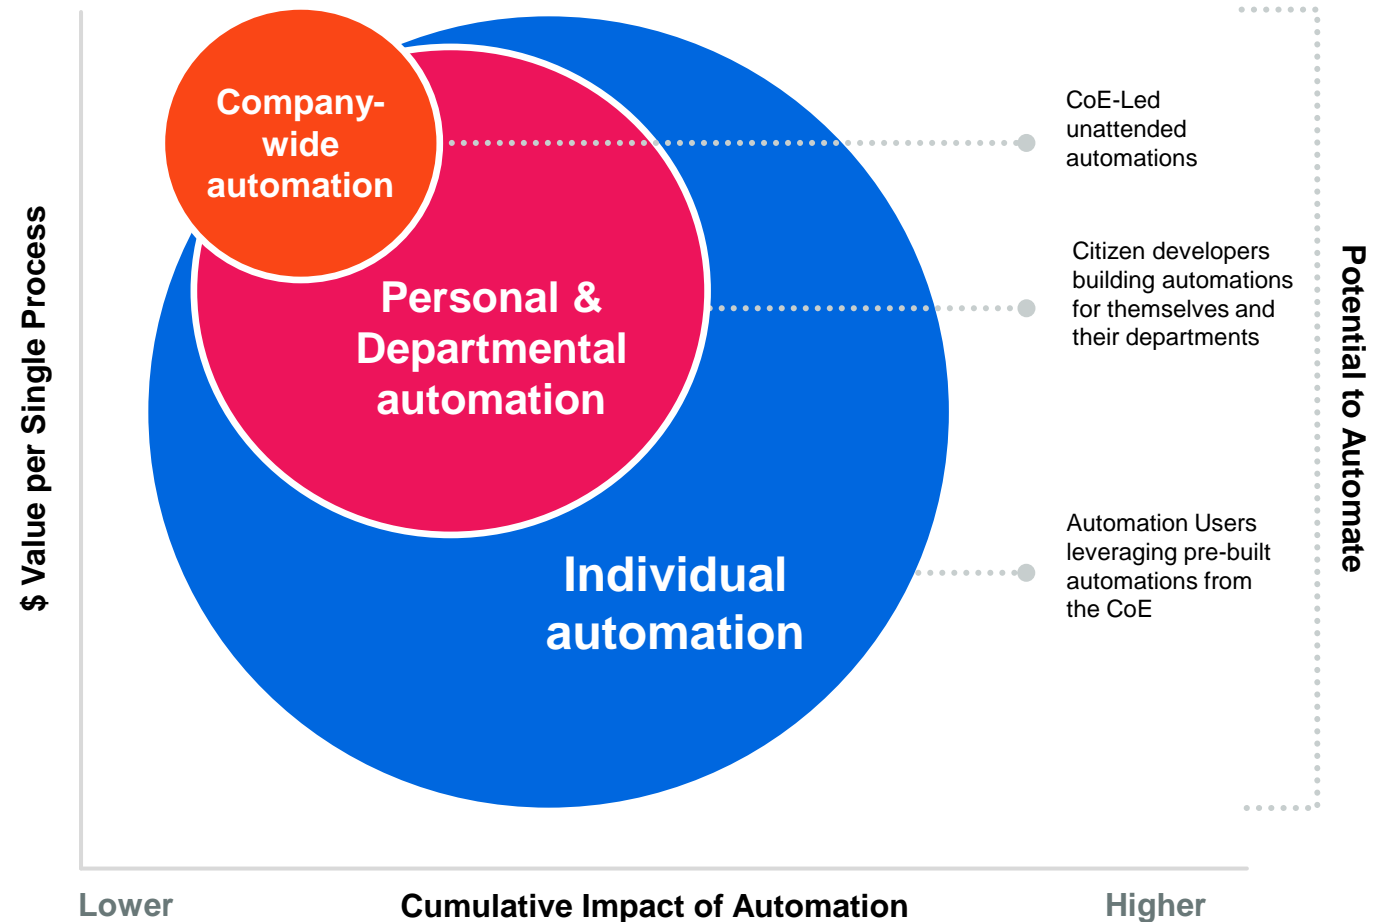 Company-
wide
automation
Personal &
Departmental
automation
Individual
automation
CoE-Led
unattended
automations
Citizen developers
building automations
for themselves and
their departments
Automation Users
leveraging pre-built
automations from
the CoE
$ Value per Single Process
Potential to Automate
Lower
Cumulative Impact of Automation
Higher